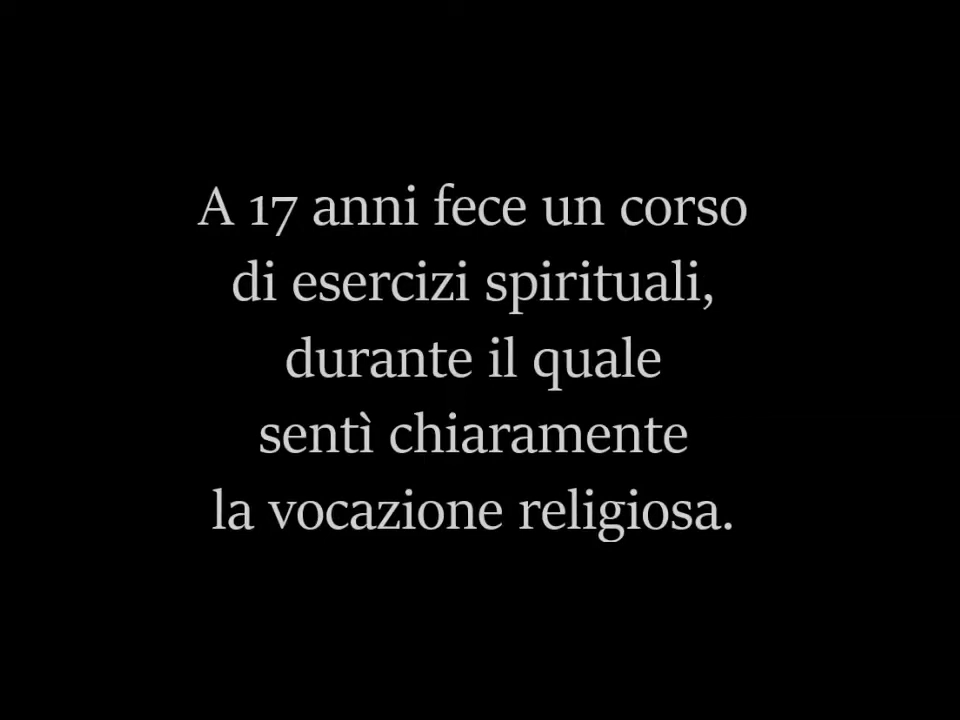 A 17 anni fece un corso
di esercizi spirituali,
durante il quale
sentì chiaramente
la vocazione religiosa.